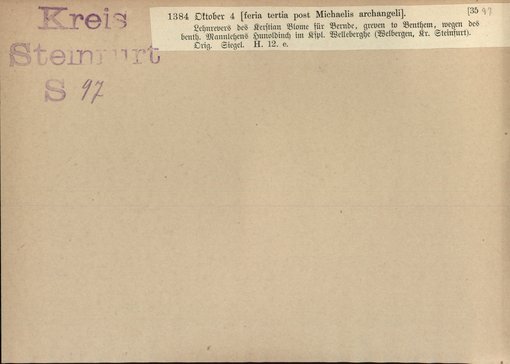 Kreis
Steinfurt
S 97
1384 Oktober 4 [feria tertia post Michaelis archangeli]. [35 97
Lehnrevers des Kerstian Blome für Bernde, greven to Benthem, wegen des
benth. Mannlehens Hunoldinch im Kspl. Welleberghe (Welbergen, Kr. Steinfurt).
Orig. Siegel. H. 12. e.